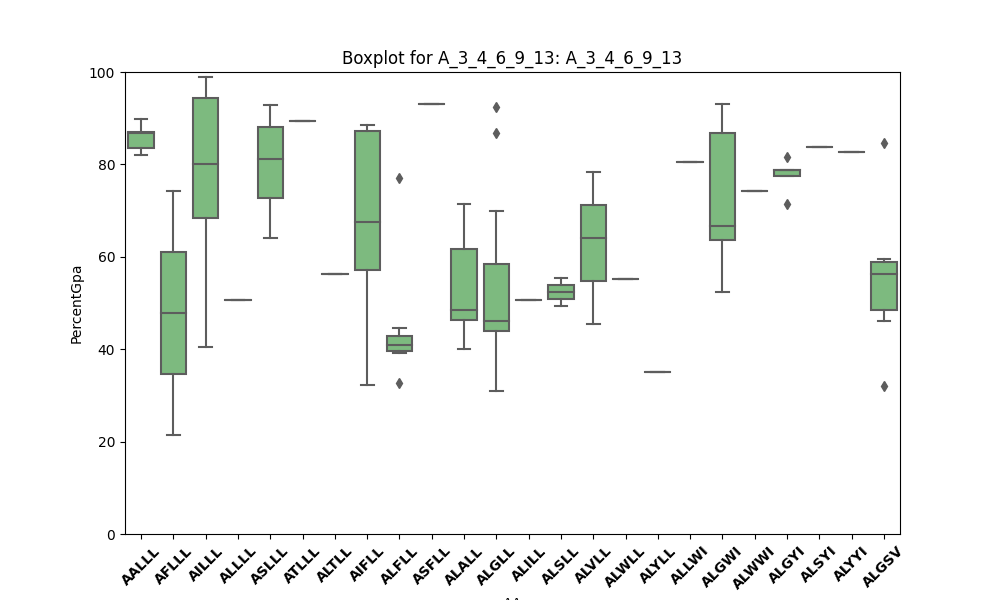 Boxplot for A_3_4_6_9_13: A_3_4_6_9_13
PercentGpa
100
80
60
40
20
0
AALLL
AFLLL
AILLL
ALLLL
ASLLL
ATLLL
ALTLL
AIFLL
ALFLL
ASFLL
ALALL
ALGLL
ALILL
ALSLL
ALVLL
ALWLL
ALYLL
ALLWI
ALGWI
ALWWI
ALGYI
ALSYI
ALYYI
ALGSV